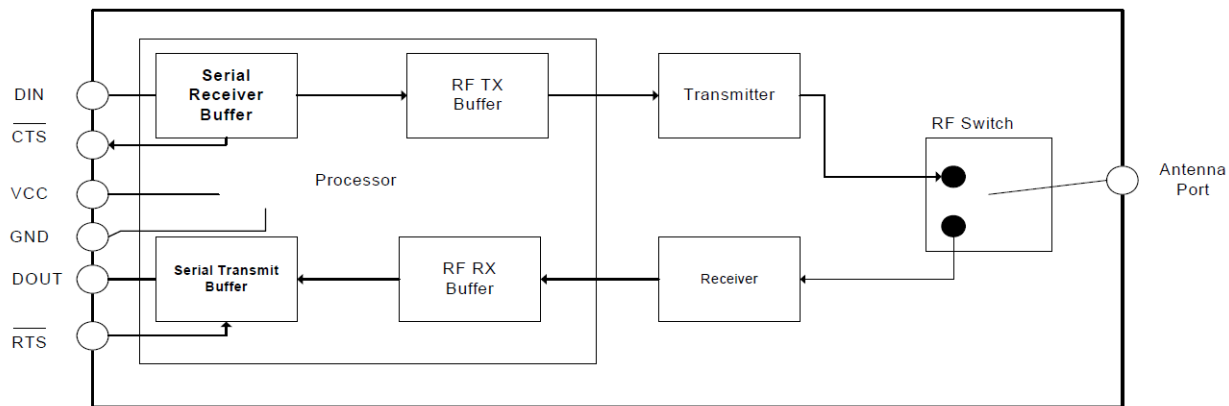 DIN
CTS
VCC
GND
DOUT
RTS
Serial
Receiver
Buffer
RF TX
Buffer
Transmitter
RF Switch
Processor
Antenna
Port
Serial Transmit
Buffer
RF RX
Buffer
Receiver